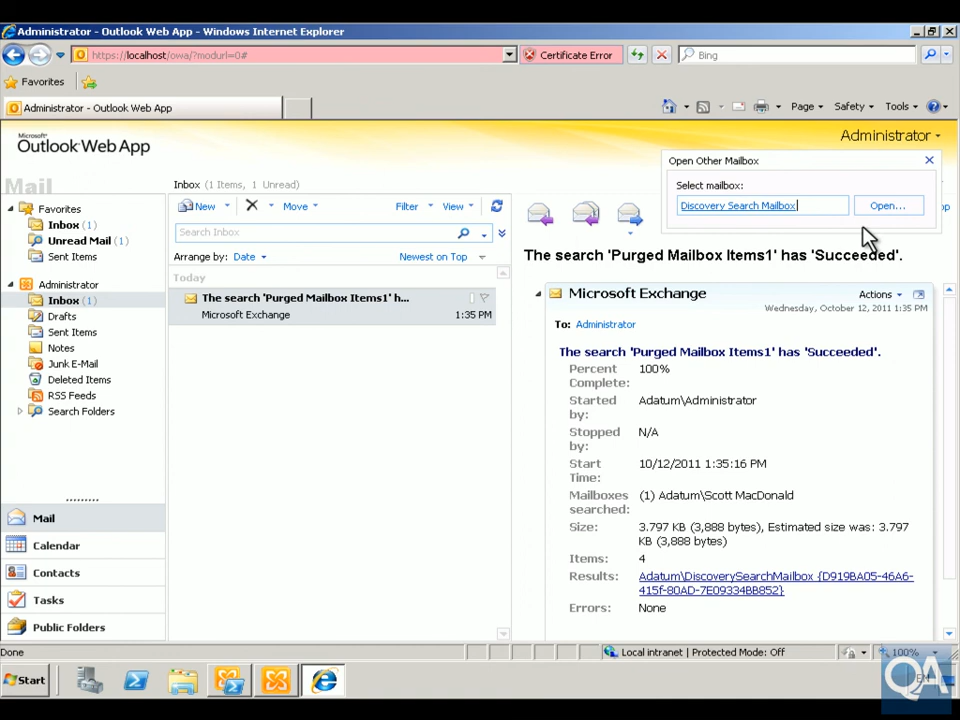 Administrator - Outlook Web App - Windows Internet Explorer
https://localhost/owa/?modurl=0#
Certificate Error
Bing
Favorites
Administrator - Outlook Web App
Page
Safety
Tools
Microsoft
Outlook Web App
Administrator
Open Other Mailbox
Select mailbox:
Discovery Search Mailbox
Open...
Mail
Inbox (1 Items, 1 Unread)
New
Move
Filter
View
Search Inbox
Arrange by: Date
Newest on Top
Today
The search 'Purged Mailbox Items1' h...
Microsoft Exchange
1:35 PM
Favorites
Inbox (1)
Unread Mail (1)
Sent Items
Administrator
Inbox (1)
Drafts
Sent Items
Notes
Junk E-Mail
Deleted Items
RSS Feeds
Search Folders
Mail
Calendar
Contacts
Tasks
Public Folders
The search 'Purged Mailbox Items1' has 'Succeeded'.
Microsoft Exchange
Actions
Wednesday, October 12, 2011 1:35 PM
To: Administrator
The search 'Purged Mailbox Items1' has 'Succeeded'.
Percent Complete: 100%
Started by: Adatum\Administrator
Stopped by: N/A
Start Time: 10/12/2011 1:35:16 PM
Mailboxes searched: (1) Adatum\Scott MacDonald
Size: 3.797 KB (3,888 bytes), Estimated size was: 3.797
KB (3,888 bytes)
Items: 4
Results: Adatum\DiscoverySearchMailbox {D919BA05-46A6-
415f-80AD-7E09334BB852}
Errors: None
Done
Local intranet | Protected Mode: Off
100%
Start
QA